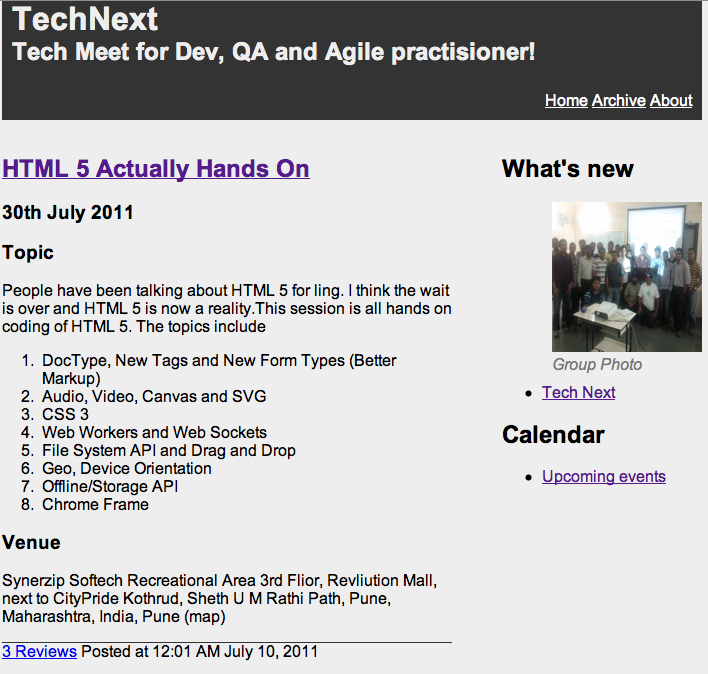 TechNext
Tech Meet for Dev, QA and Agile practisioner!
Home Archive About
HTML 5 Actually Hands On
30th July 2011
Topic
People have been talking about HTML 5 for ling. I think the wait
is over and HTML 5 is now a reality.This session is all hands on
coding of HTML 5. The topics include
1. DocType, New Tags and New Form Types (Better
Markup)
2. Audio, Video, Canvas and SVG
3. CSS 3
4. Web Workers and Web Sockets
5. File System API and Drag and Drop
6. Geo, Device Orientation
7. Offline/Storage API
8. Chrome Frame
Venue
Synerzip Softech Recreational Area 3rd Flior, Revliution Mall,
next to CityPride Kothrud, Sheth U M Rathi Path, Pune,
Maharashtra, India, Pune (map)
3 Reviews Posted at 12:01 AM July 10, 2011
What's new
Group Photo
• Tech Next
Calendar
• Upcoming events